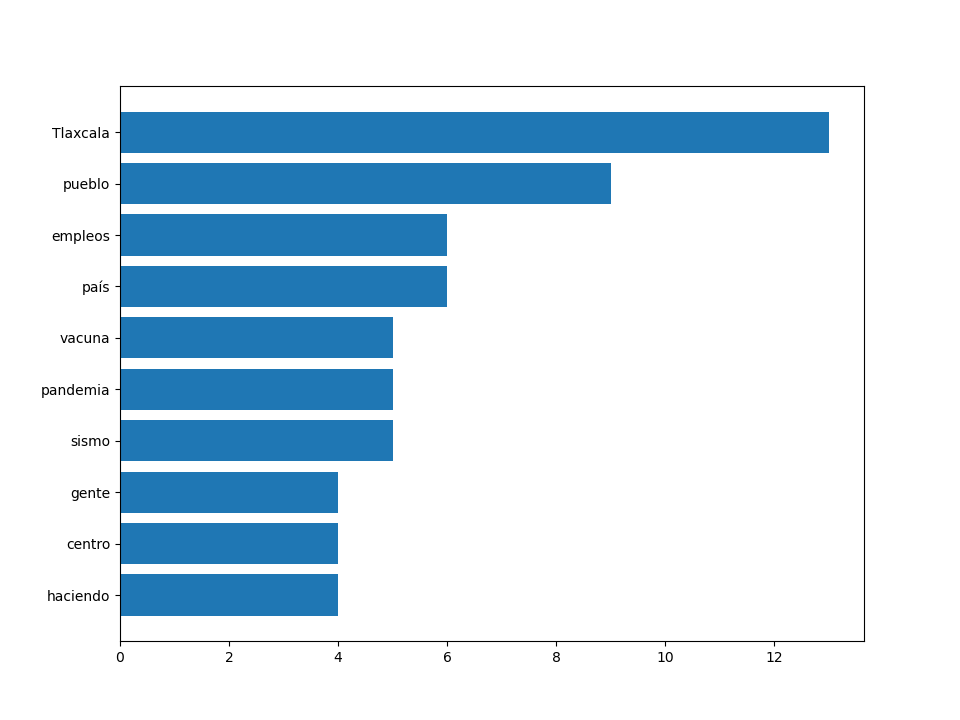 Tlaxcala
pueblo
empleos
país
vacuna
pandemia
sismo
gente
centro
haciendo
0 2 4 6 8 10 12